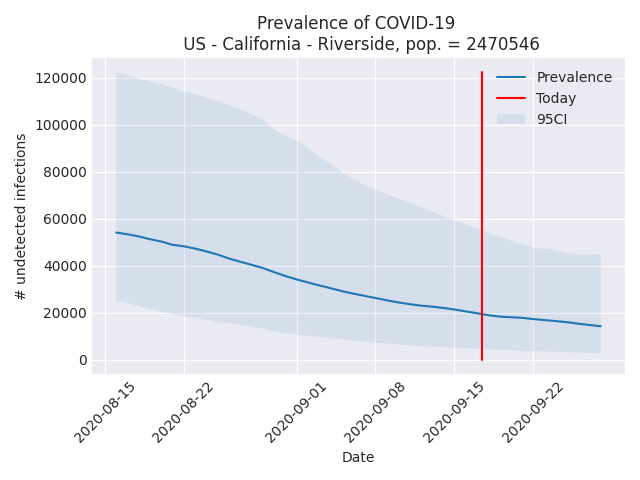 Prevalence of COVID-19
US - California - Riverside, pop. = 2470546
120000
100000
80000
60000
40000
20000
0
# undetected infections
Prevalence
Today
95CI
2020-08-15
2020-08-22
2020-09-01
2020-09-08
2020-09-15
2020-09-22
Date